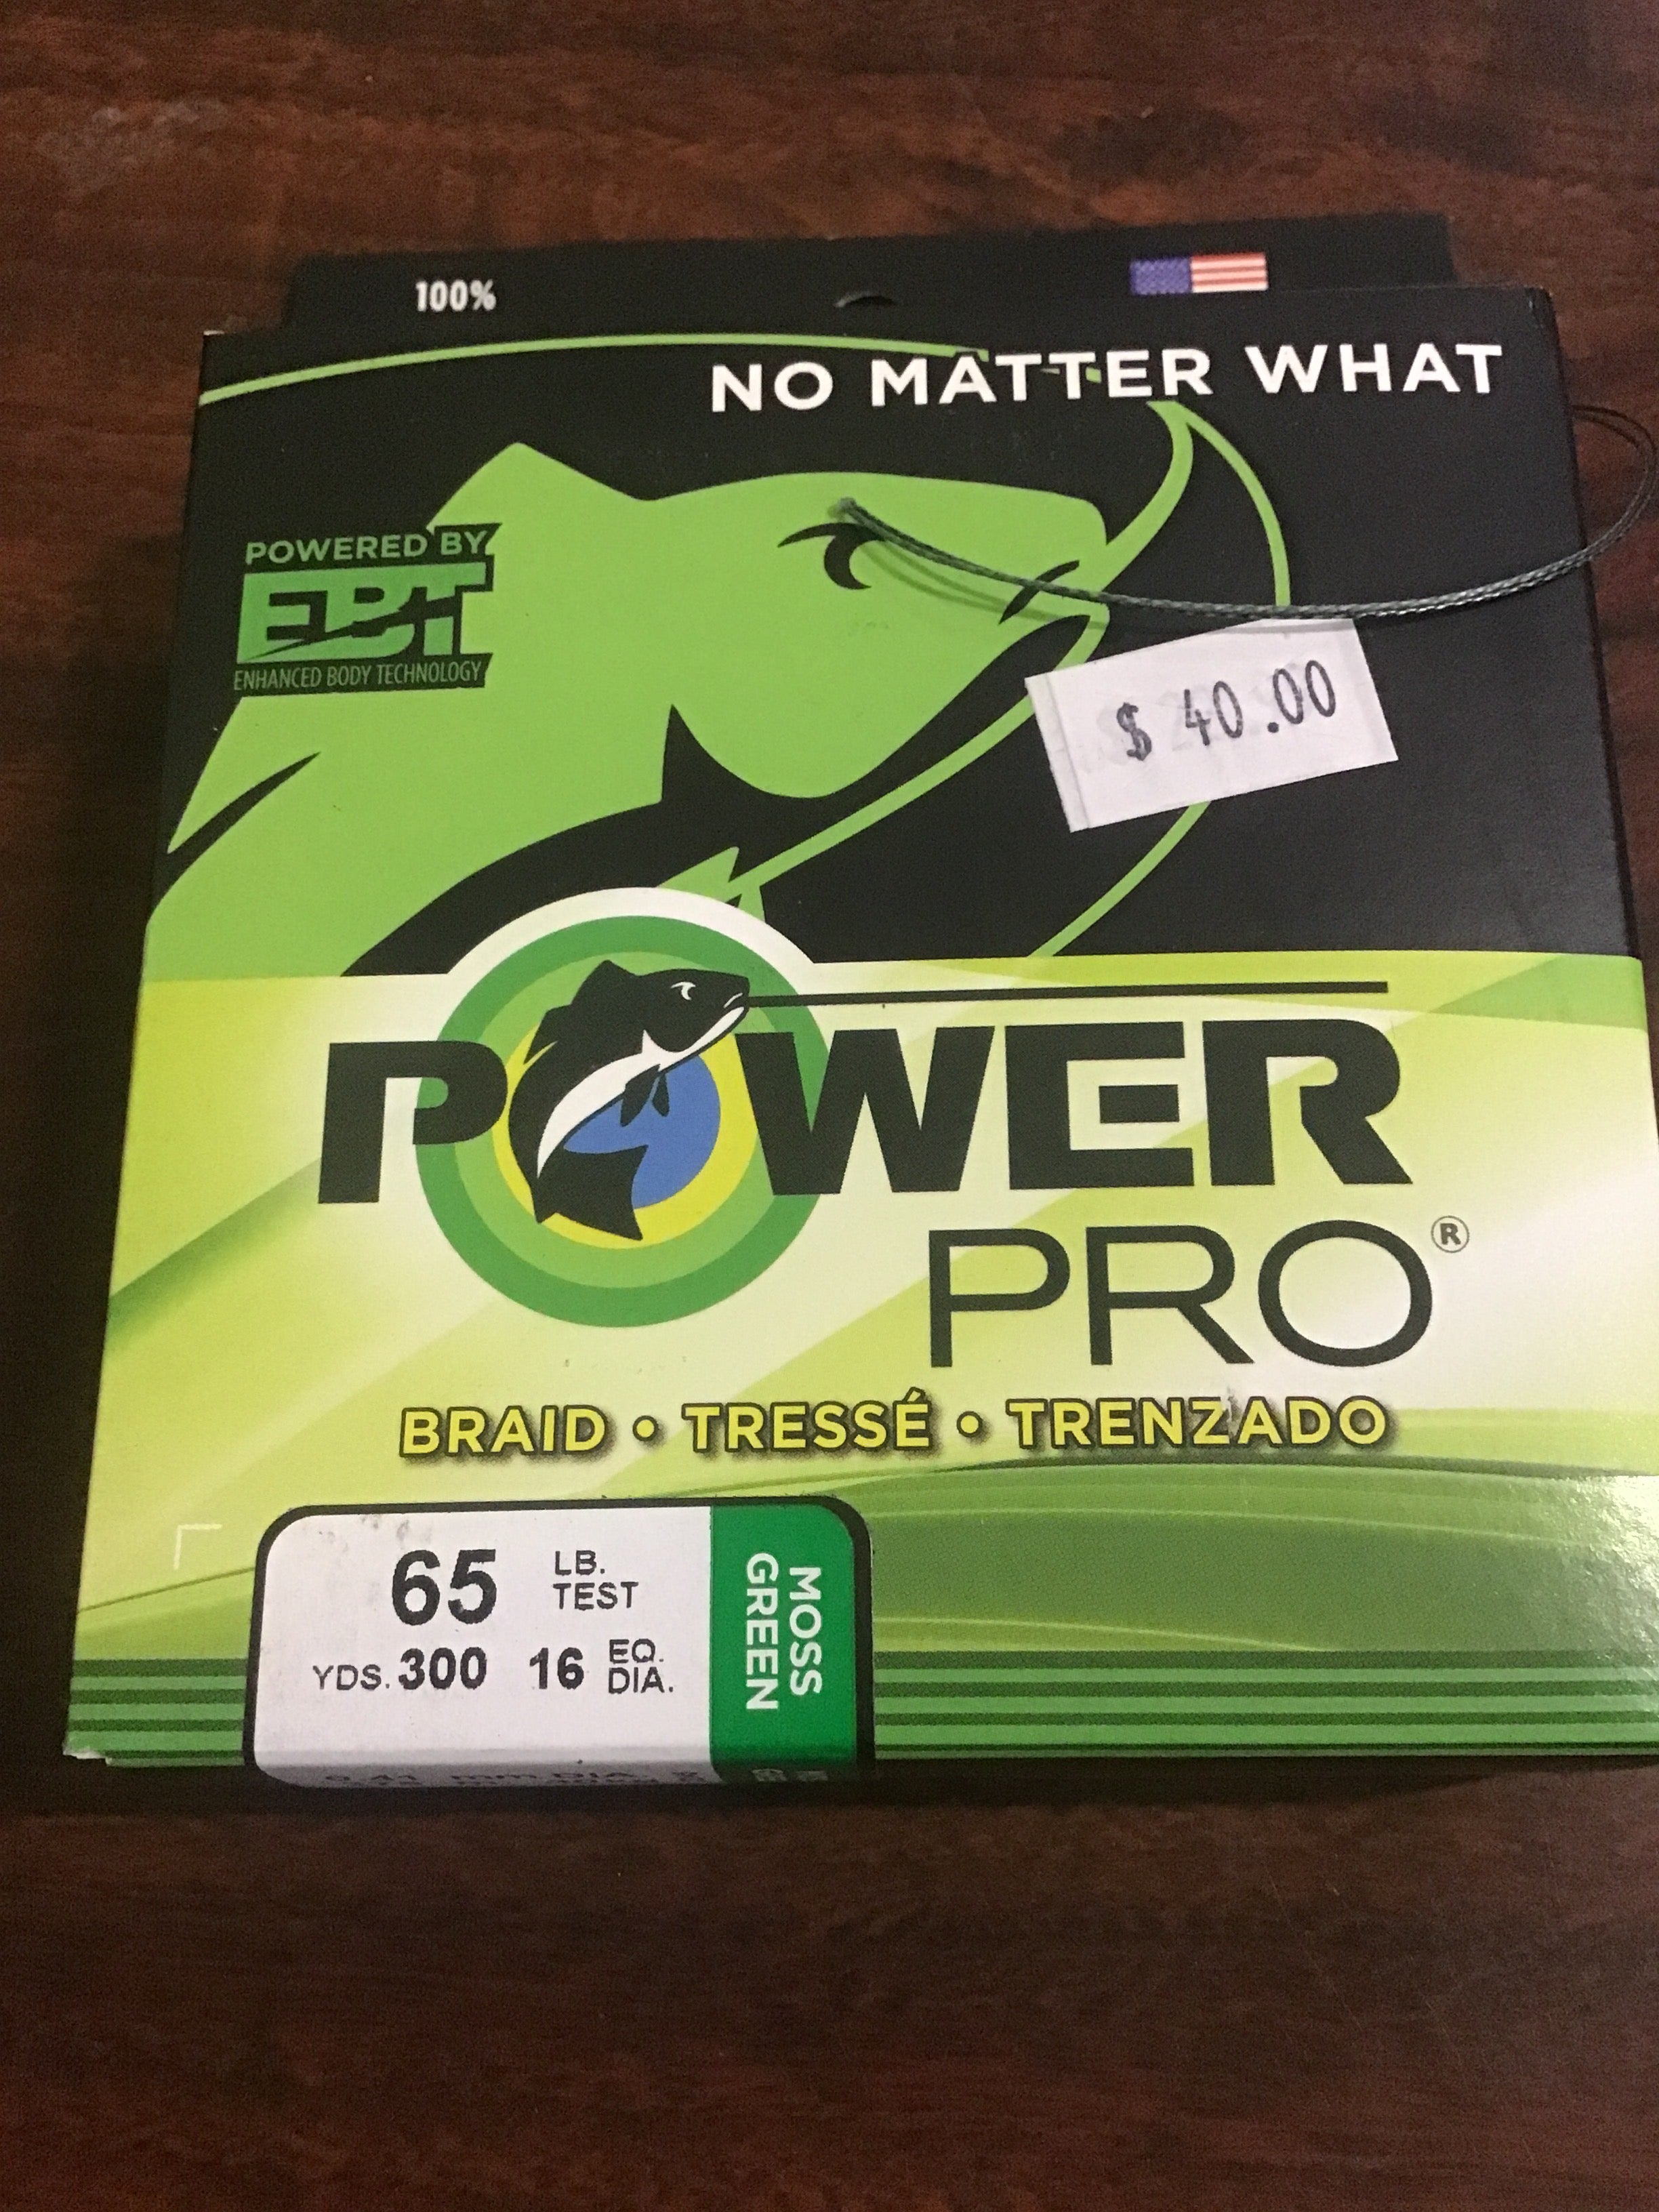 100%
NO MATTER WHAT
POWERED BY
EBT
ENHANCED BODY TECHNOLOGY
$ 40.00
POWER
PRO®
BRAID • TRESSÉ • TRENZADO
65 LB. TEST
YDS. 300 16 EQ. DIA.
MOSS
GREEN